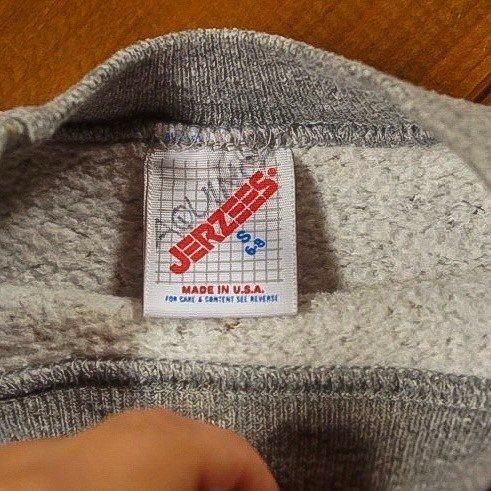 JERZEES
S
6-8
MADE IN U.S.A.
FOR CARE & CONTENT SEE REVERSE